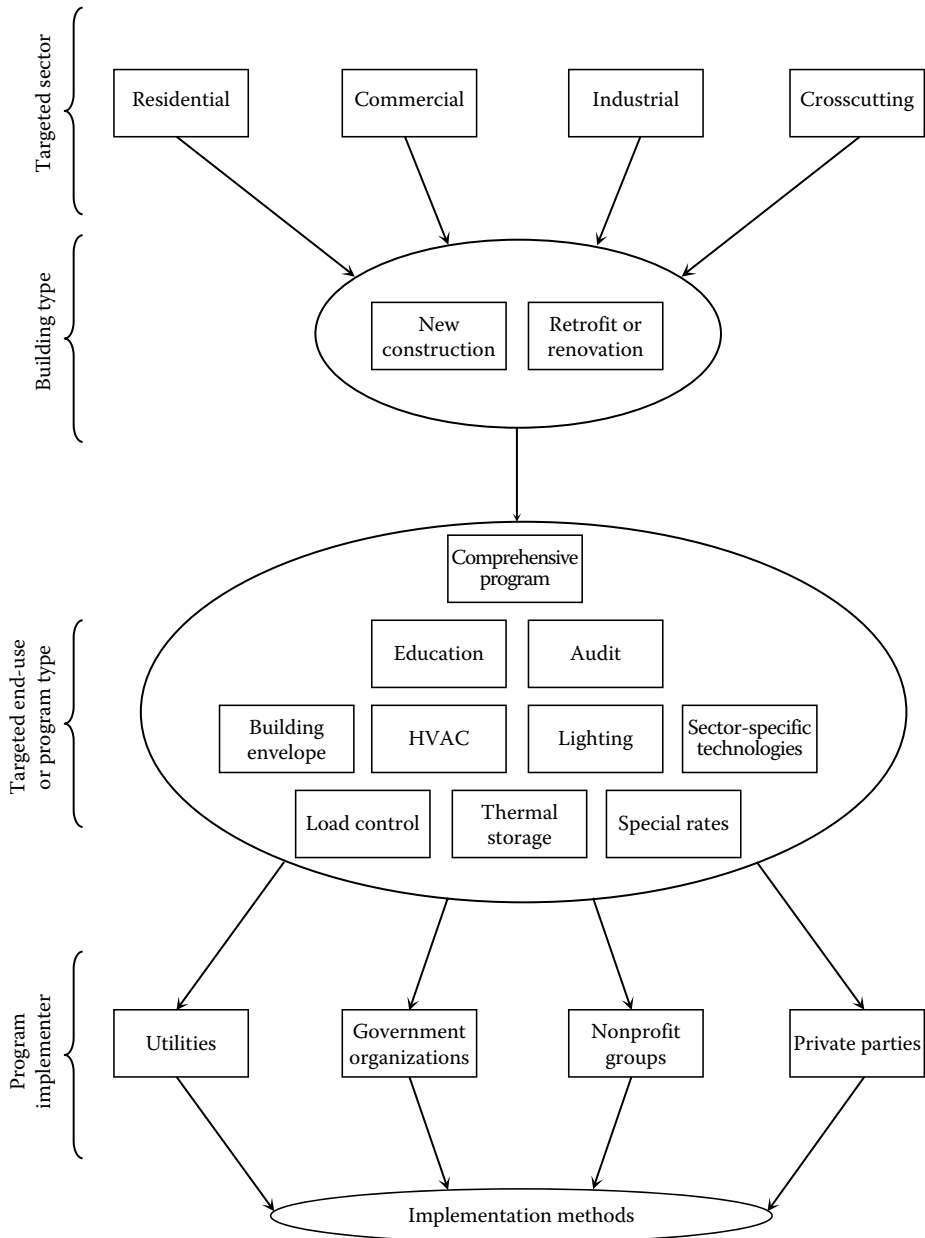 Targeted sector
Residential
Commercial
Industrial
Crosscutting
Building type
New
construction
Retrofit or
renovation
Targeted end-use
or program type
Comprehensive
program
Education
Audit
Building
envelope
HVAC
Lighting
Sector-specific
technologies
Load control
Thermal
storage
Special rates
Program
implementer
Utilities
Government
organizations
Nonprofit
groups
Private parties
Implementation methods